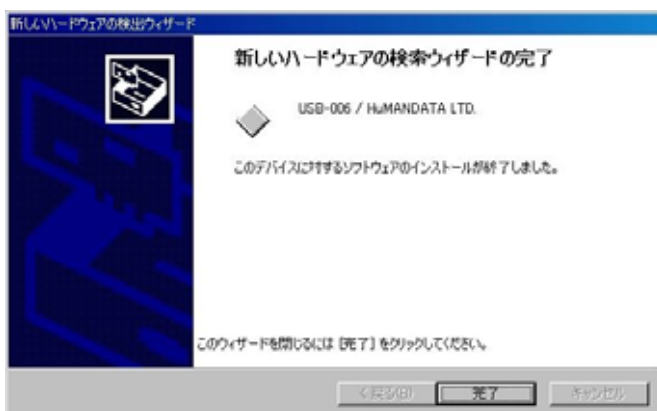 新しいハードウェアの検出ウィザード
新しいハードウェアの検索ウィザードの完了
USB-006 / HuMANDATA LTD.
このデバイスに対するソフトウェアのインストールが終了しました。
このウィザードを閉じるには [完了] をクリックしてください。
< 戻る(B)
完了
キャンセル